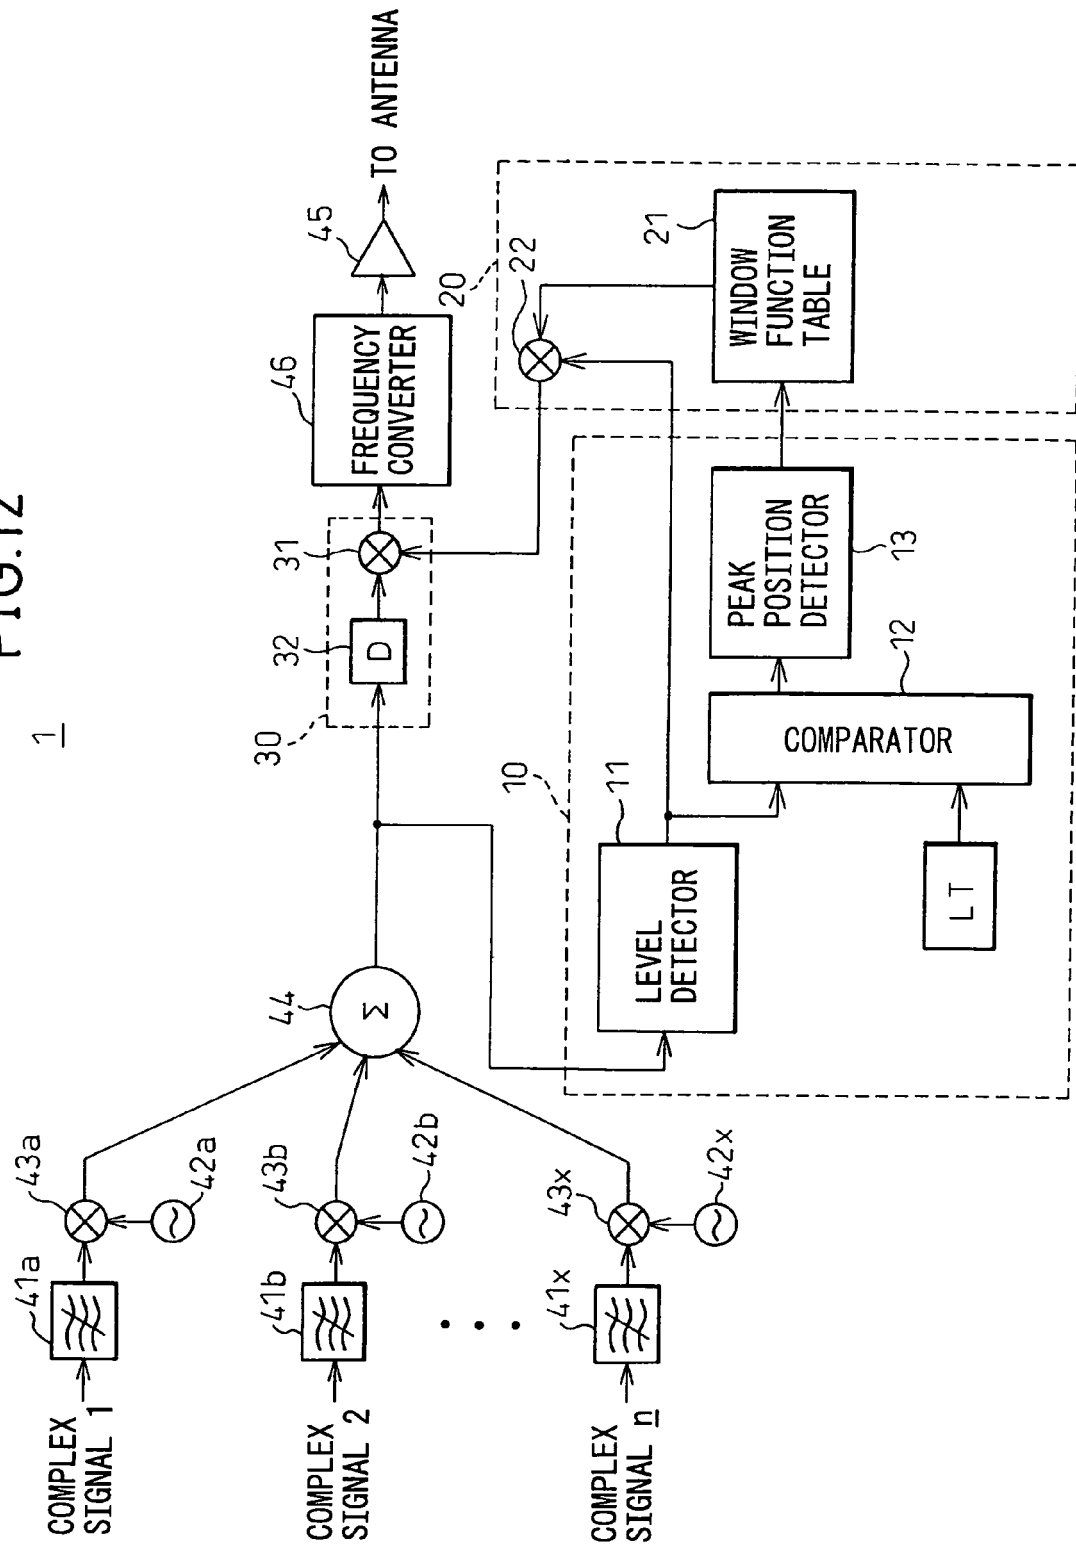 FIG.12
1
COMPLEX
SIGNAL 1
41a
43a
42a
COMPLEX
SIGNAL 2
41b
43b
42b
COMPLEX
SIGNAL n
41x
43x
42x
44
Σ
30
32
D
31
46
FREQUENCY
CONVERTER
45
TO ANTENNA
10
11
LEVEL
DETECTOR
LT
12
COMPARATOR
13
PEAK
POSITION
DETECTOR
20
22
21
WINDOW
FUNCTION
TABLE